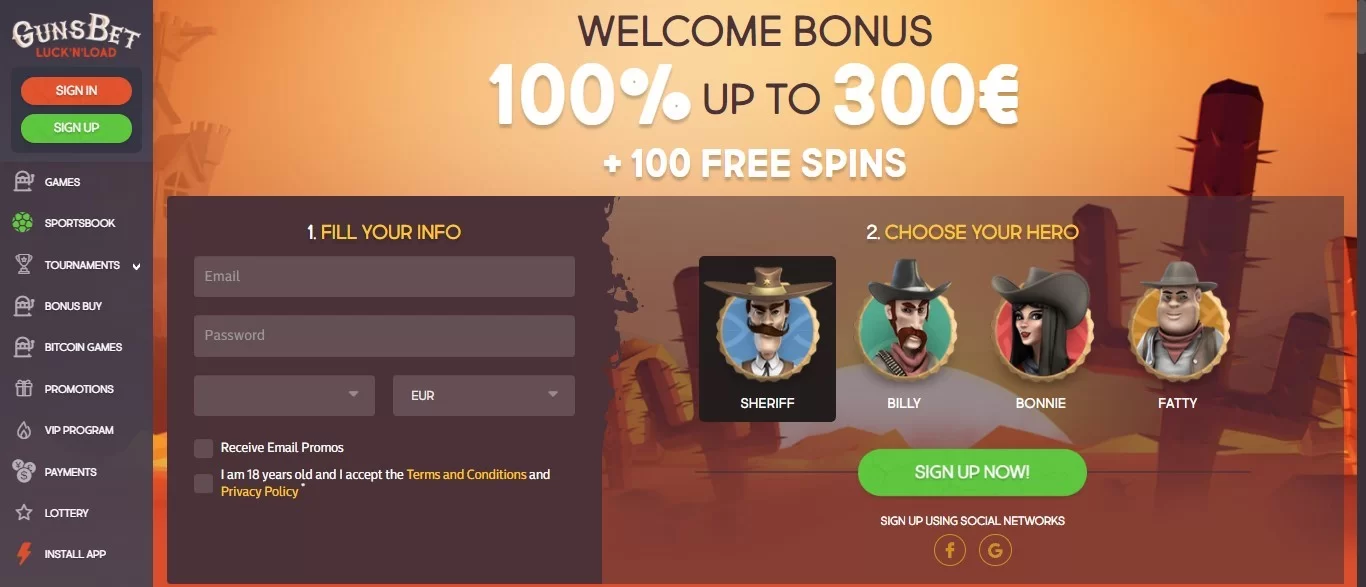 GUNSBET
LUCK'N'LOAD
SIGN IN
SIGN UP
GAMES
SPORTSBOOK
TOURNAMENTS
BONUS BUY
BITCOIN GAMES
PROMOTIONS
VIP PROGRAM
PAYMENTS
LOTTERY
INSTALL APP
WELCOME BONUS
100% UP TO 300€
+ 100 FREE SPINS
1. FILL YOUR INFO
Email
Password
EUR
Receive Email Promos
I am 18 years old and I accept the Terms and Conditions and
Privacy Policy *
2. CHOOSE YOUR HERO
SHERIFF
BILLY
BONNIE
FATTY
SIGN UP NOW!
SIGN UP USING SOCIAL NETWORKS
f
G